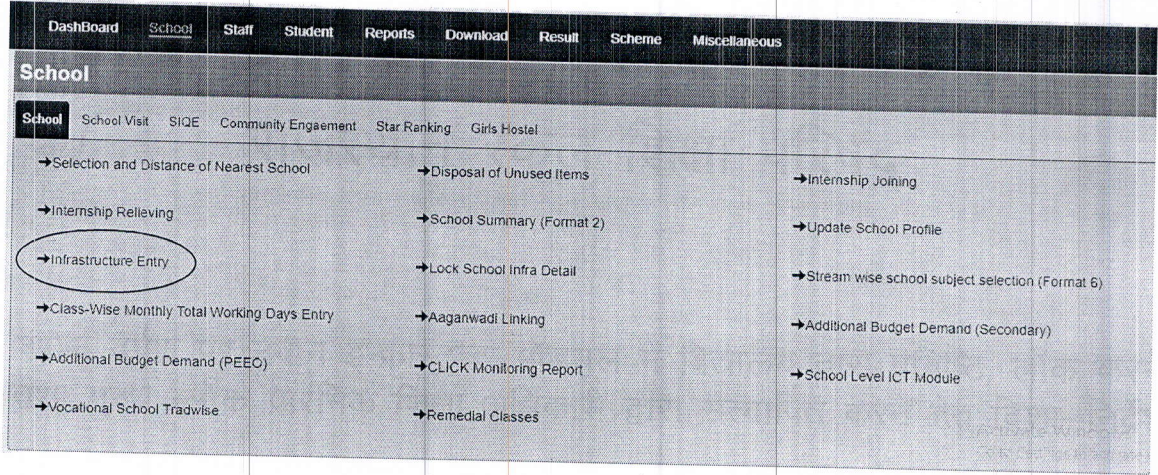 DashBoard School Staff Student Reports Download Result Scheme Miscellaneous
School
School School Visit SIQE Community Engaement Star Ranking Girls Hostel
→Selection and Distance of Nearest School →Disposal of Unused Items →Internship Joining
→Internship Relieving →School Summary (Format 2) →Update School Profile
→Infrastructure Entry →Lock School Infra Detail →Stream wise school subject selection (Format 6)
→Class-Wise Monthly Total Working Days Entry →Aaganwadi Linking →Additional Budget Demand (Secondary)
→Additional Budget Demand (PEEO) →CLICK Monitoring Report →School Level ICT Module
→Vocational School Tradwise →Remedial Classes